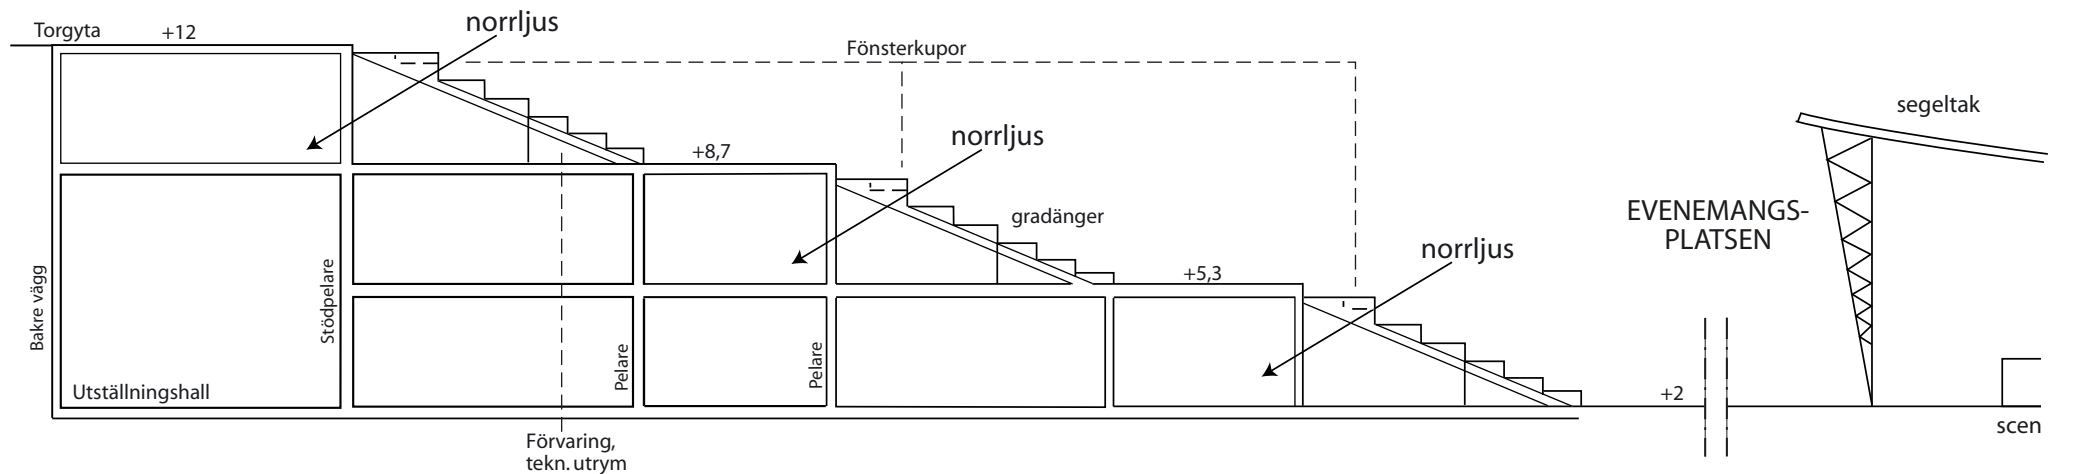 Torgyta
+12
norrljus
Fönsterkupor
segeltak
norrljus
+8,7
gradänger
EVENEMANGS-
PLATSEN
norrljus
+5,3
Bakre vägg
Stödpelare
Pelare
Pelare
Utställningshall
+2
scen
Förvaring,
tekn. utrym